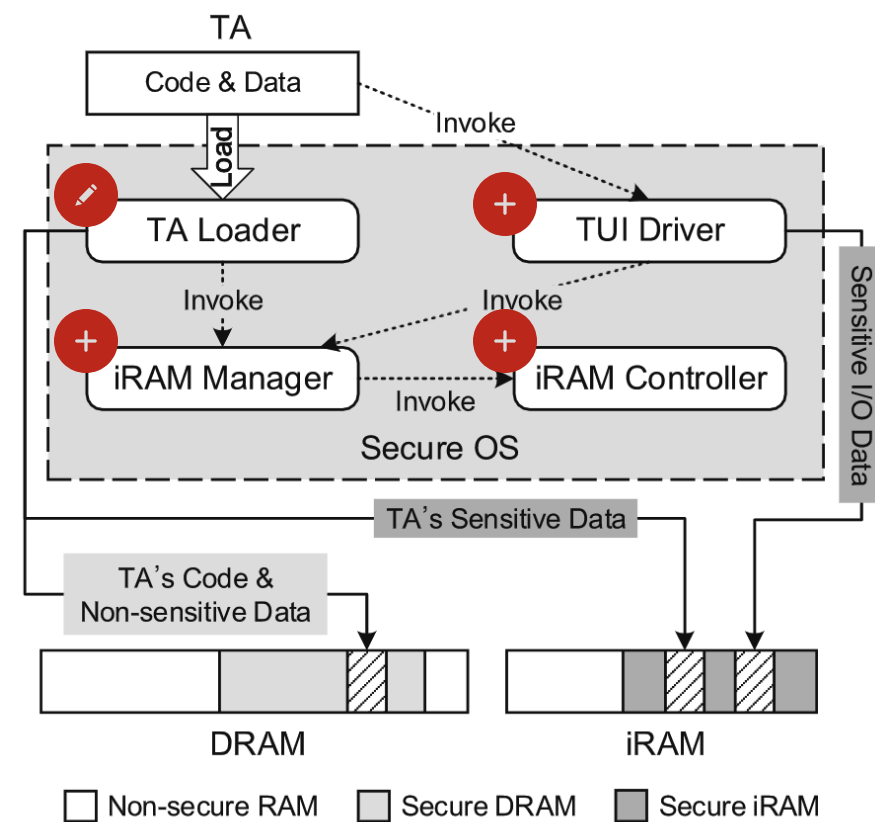 TA
Code & Data
Invoke
Load
TA Loader
TUI Driver
Invoke
Invoke
iRAM Manager
iRAM Controller
Invoke
Secure OS
Sensitive I/O Data
TA's Sensitive Data
TA's Code &
Non-sensitive Data
DRAM
iRAM
Non-secure RAM
Secure DRAM
Secure iRAM